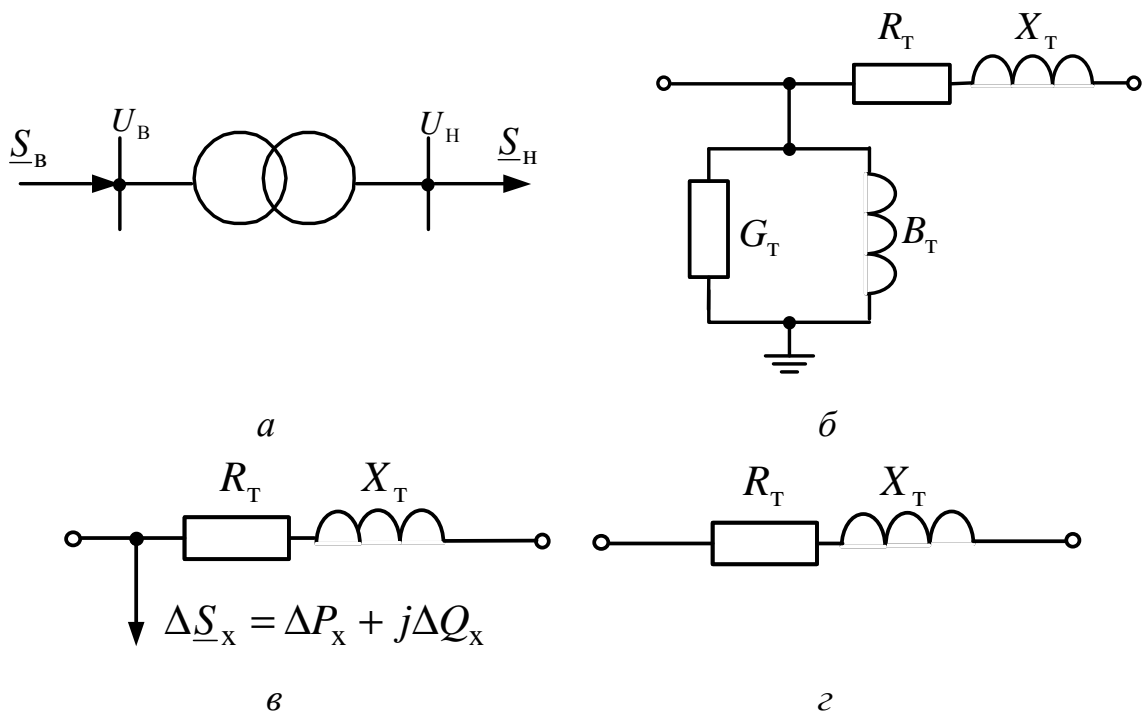 S_В U_В U_Н S_Н
R_т X_т
G_т B_т
а б
R_т X_т R_т X_т
ΔS_х = ΔP_х + jΔQ_х
в г